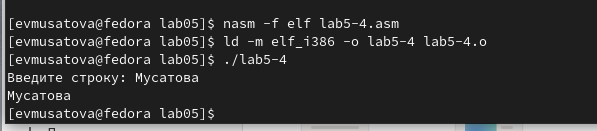 [evmusatova@fedora lab05]$ nasm -f elf lab5-4.asm
[evmusatova@fedora lab05]$ ld -m elf_i386 -o lab5-4 lab5-4.o
[evmusatova@fedora lab05]$ ./lab5-4
Введите строку: Мусатова
Мусатова
[evmusatova@fedora lab05]$